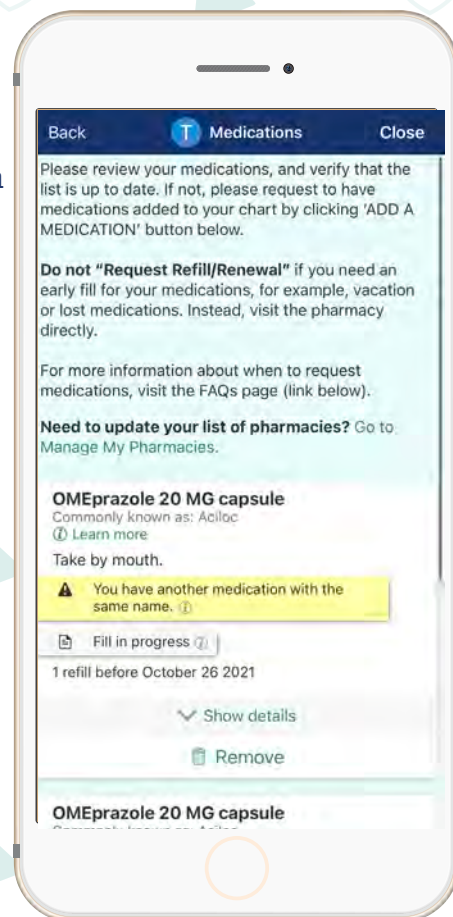 Back
T
Medications
Close
Please review your medications, and verify that the
list is up to date. If not, please request to have
medications added to your chart by clicking 'ADD A
MEDICATION' button below.
Do not "Request Refill/Renewal" if you need an
early fill for your medications, for example, vacation
or lost medications. Instead, visit the pharmacy
directly.
For more information about when to request
medications, visit the FAQs page (link below).
Need to update your list of pharmacies? Go to
Manage My Pharmacies.
OMEprazole 20 MG capsule
Commonly known as: Aciloc
Learn more
Take by mouth.
You have another medication with the
same name.
Fill in progress
1 refill before October 26 2021
Show details
Remove
OMEprazole 20 MG capsule